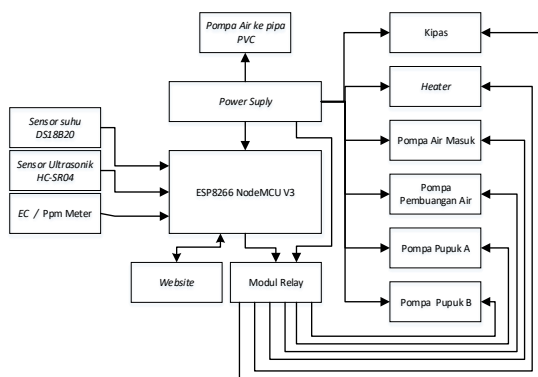 Pompa Air ke pipa
PVC
Kipas
Power Suply
Heater
Sensor suhu
DS18B20
Pompa Air Masuk
Sensor Ultrasonik
HC-SR04
ESP8266 NodeMCU V3
Pompa
Pembuangan Air
EC / Ppm Meter
Pompa Pupuk A
Website
Modul Relay
Pompa Pupuk B